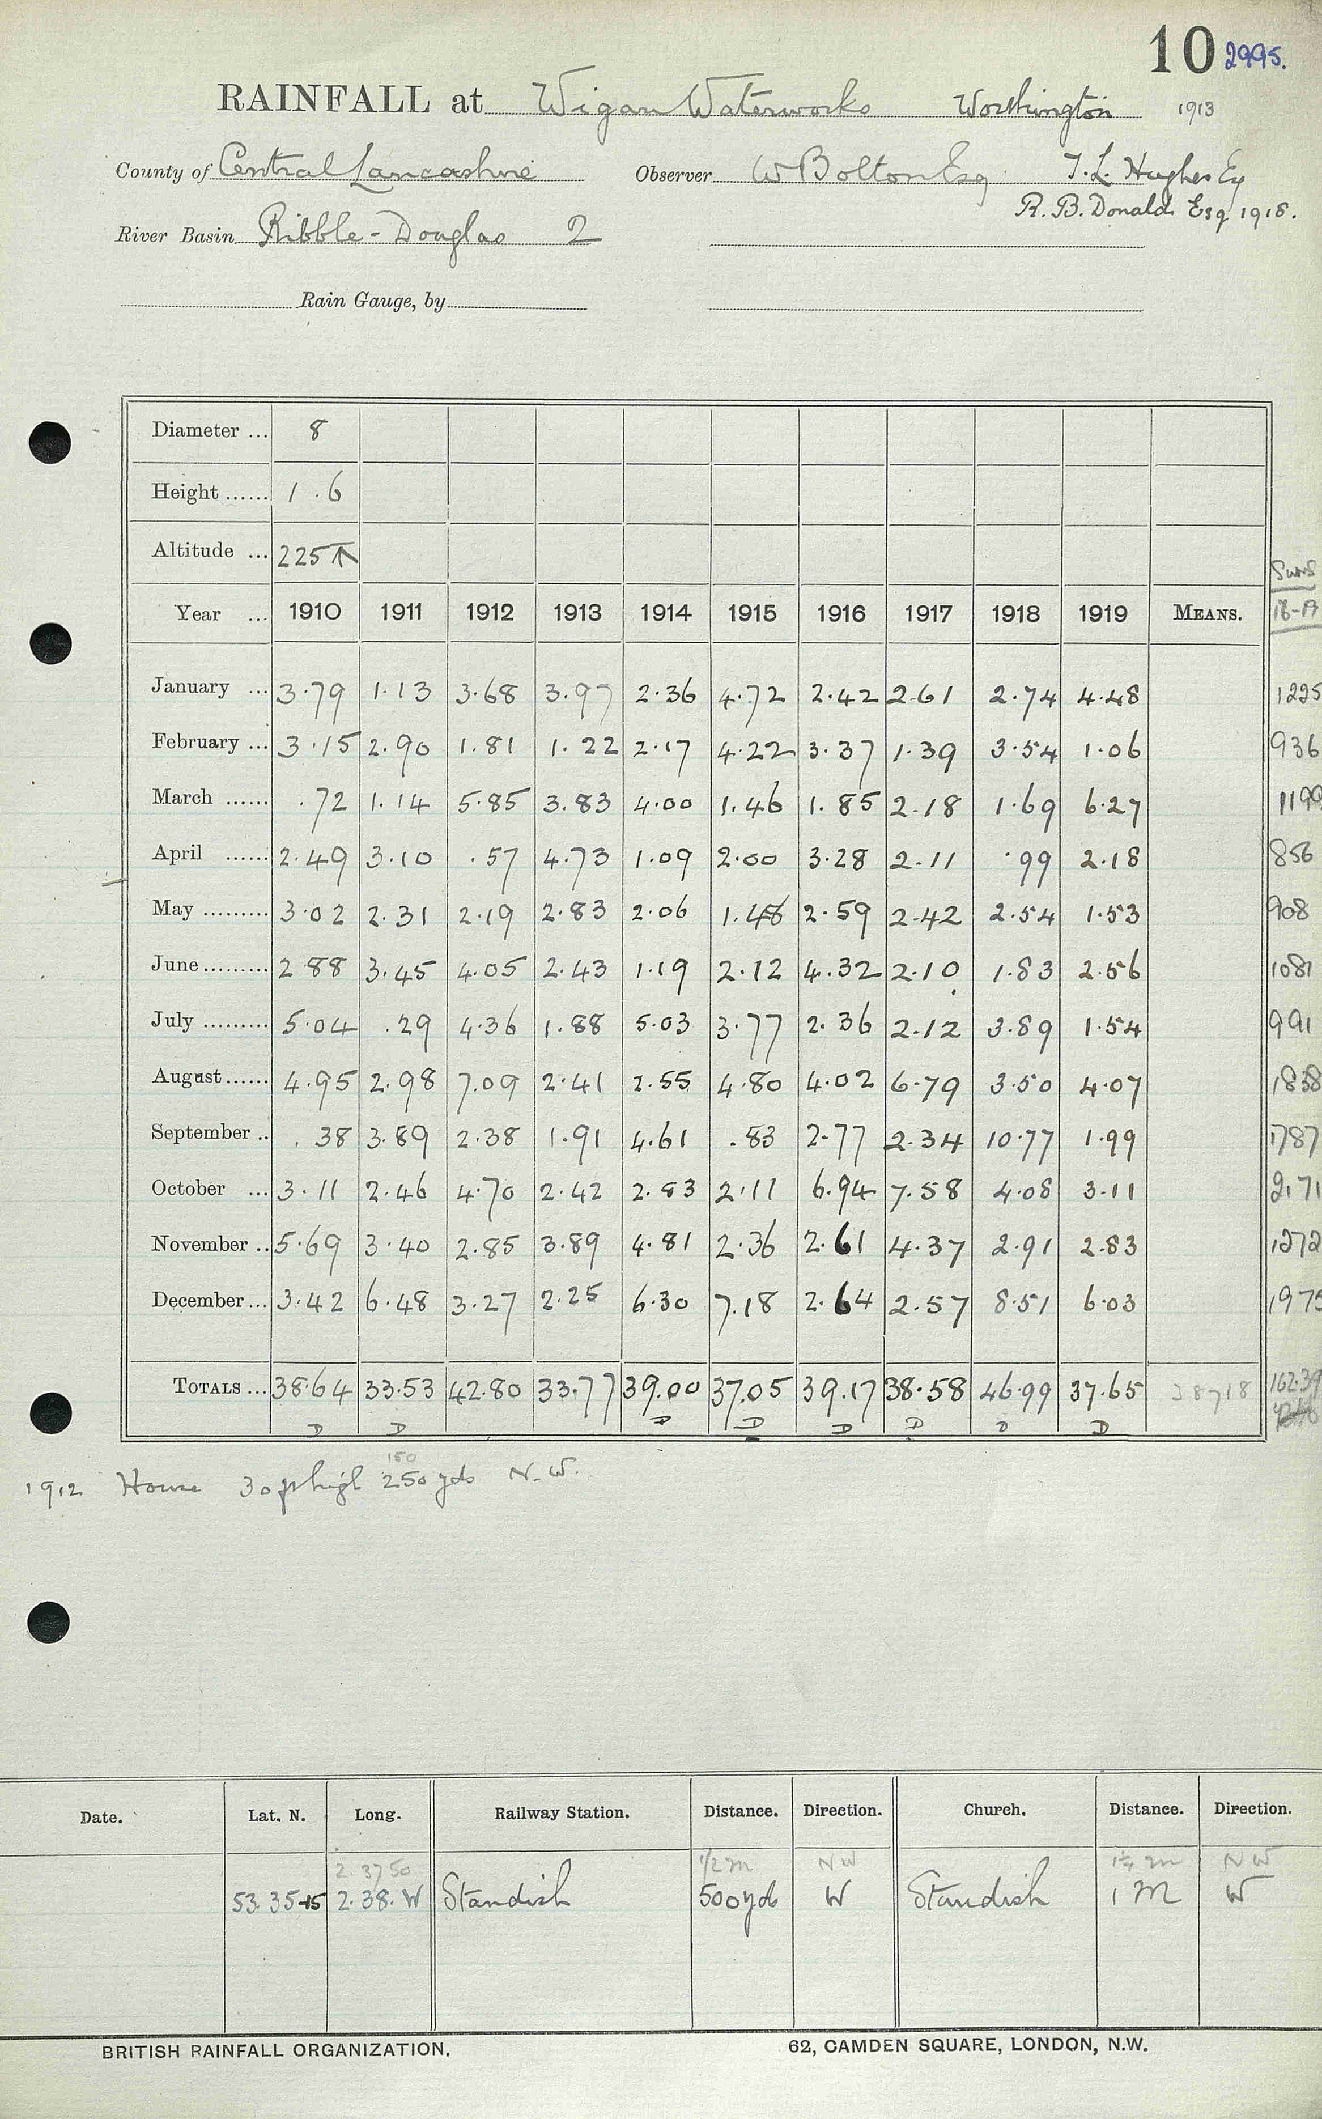 10 2995.
RAINFALL at Wigan Waterworks Worthington 1913
County of Central Lancashire Observer W Bolton Esq T. L. Hughes Esq
R. B. Donald Esq 1918.
River Basin Ribble - Douglas 2
Rain Gauge, by
Diameter ... 8
Height ...... 1 . 6
Altitude ... 225
Sums
Year ... 1910 1911 1912 1913 1914 1915 1916 1917 1918 1919 MEANS. 16-19
January ... 3.79 1.13 3.68 3.97 2.36 4.72 2.42 2.61 2.74 4.48 1225
February ... 3.15 2.90 1.81 1.22 2.17 4.22 3.37 1.39 3.54 1.06 936
March ...... .72 1.14 5.85 3.83 4.00 1.46 1.85 2.18 1.69 6.27 1199
April ...... 2.49 3.10 .57 4.73 1.09 2.00 3.28 2.11 .99 2.18 856
May ......... 3.02 2.31 2.19 2.83 2.06 1.48 2.59 2.42 2.54 1.53 908
June ......... 2.88 3.45 4.05 2.43 1.19 2.12 4.32 2.10 1.83 2.56 1081
July ......... 5.04 .29 4.36 1.88 5.03 3.77 2.36 2.12 3.89 1.54 991
August ...... 4.95 2.98 7.09 2.41 2.55 4.80 4.02 6.79 3.50 4.07 1838
September .. .38 3.89 2.38 1.91 4.61 .83 2.77 2.34 10.77 1.99 1787
October ... 3.11 2.46 4.70 2.42 2.83 2.11 6.94 7.58 4.08 3.11 2171
November .. 5.69 3.40 2.85 3.89 4.81 2.36 2.61 4.37 2.91 2.83 1272
December ... 3.42 6.48 3.27 2.25 6.30 7.18 2.64 2.57 8.51 6.03 1975
TOTALS ... 38.64 33.53 42.80 33.77 39.00 37.05 39.17 38.58 46.99 37.65 38718 162.39
D D D D D D D D
150
1912 House 30 ft high 250 yds N.W.
Date. Lat. N. Long. Railway Station. Distance. Direction. Church. Distance. Direction.
2 37 50 1/2 m NW 1¼ m NW
53.35 45 2.38. W Standish 500 yds W Standish 1 M W
BRITISH RAINFALL ORGANIZATION. 62, CAMDEN SQUARE, LONDON, N.W.